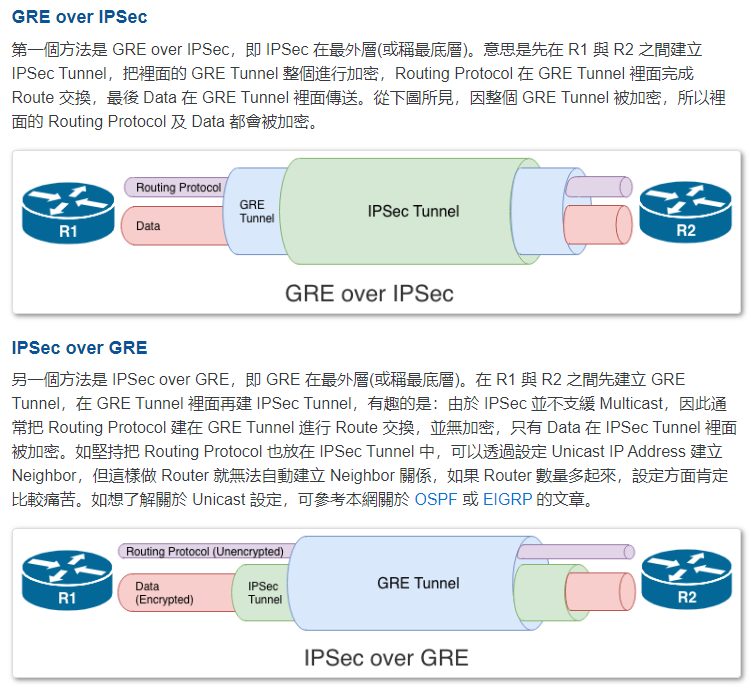 GRE over IPSec
第一個方法是 GRE over IPSec，即 IPSec 在最外層(或稱最底層)。意思是先在 R1 與 R2 之間建立
IPSec Tunnel，把裡面的 GRE Tunnel 整個進行加密，Routing Protocol 在 GRE Tunnel 裡面完成
Route 交換，最後 Data 在 GRE Tunnel 裡面傳送。從下圖所見，因整個 GRE Tunnel 被加密，所以裡
面的 Routing Protocol 及 Data 都會被加密。
Routing Protocol
GRE
Tunnel
IPSec Tunnel
Data
R1
R2
GRE over IPSec
IPSec over GRE
另一個方法是 IPSec over GRE，即 GRE 在最外層(或稱最底層)。在 R1 與 R2 之間先建立 GRE
Tunnel，在 GRE Tunnel 裡面再建 IPSec Tunnel，有趣的是：由於 IPSec 並不支緩 Multicast，因此通
常把 Routing Protocol 建在 GRE Tunnel 進行 Route 交換，並無加密，只有 Data 在 IPSec Tunnel 裡面
被加密。如堅持把 Routing Protocol 也放在 IPSec Tunnel 中，可以透過設定 Unicast IP Address 建立
Neighbor，但這樣做 Router 就無法自動建立 Neighbor 關係，如果 Router 數量多起來，設定方面肯定
比較痛苦。如想了解關於 Unicast 設定，可參考本網關於 OSPF 或 EIGRP 的文章。
Routing Protocol (Unencrypted)
Data
(Encrypted)
IPSec
Tunnel
GRE Tunnel
R1
R2
IPSec over GRE